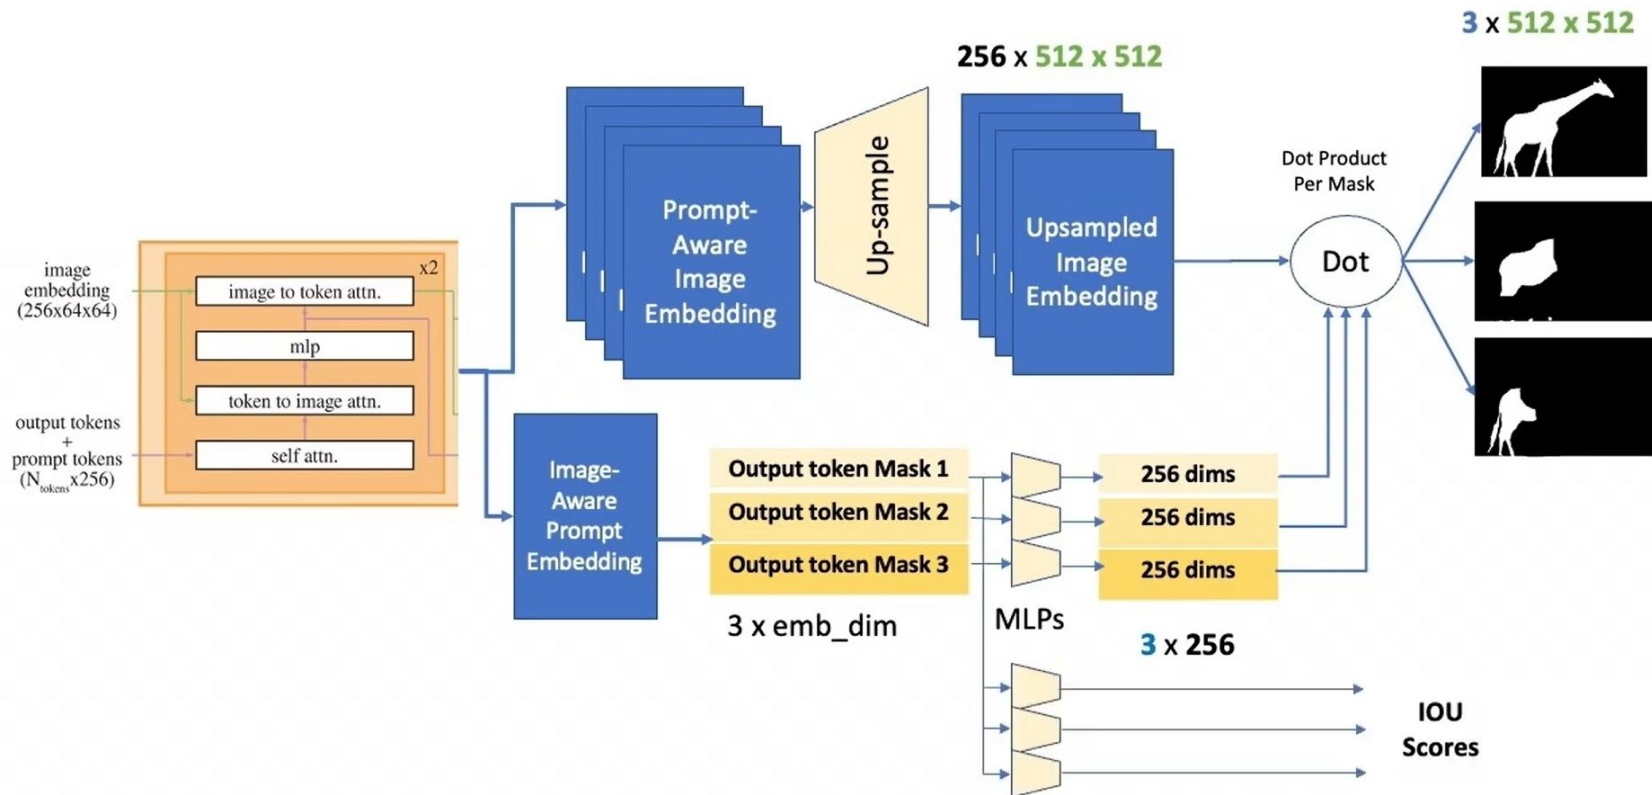 3 x 512 x 512
256 x 512 x 512
Dot Product
Per Mask
Prompt-
Aware
Image
Embedding
Up-sample
Upsampled
Image
Embedding
Dot
image
embedding
(256x64x64)
x2
image to token attn.
mlp
token to image attn.
self attn.
output tokens
+
prompt tokens
(Ntokensx256)
Image-
Aware
Prompt
Embedding
Output token Mask 1
Output token Mask 2
Output token Mask 3
3 x emb_dim
MLPs
256 dims
256 dims
256 dims
3 x 256
IOU
Scores